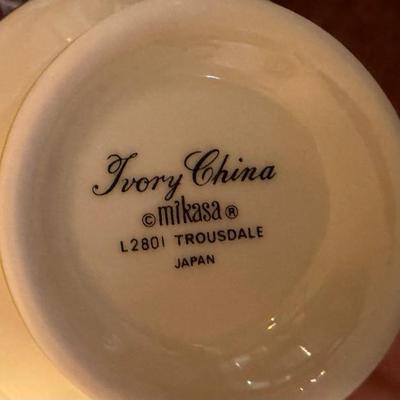 Ivory China
© mikasa ®
L2801 TROUSDALE
JAPAN